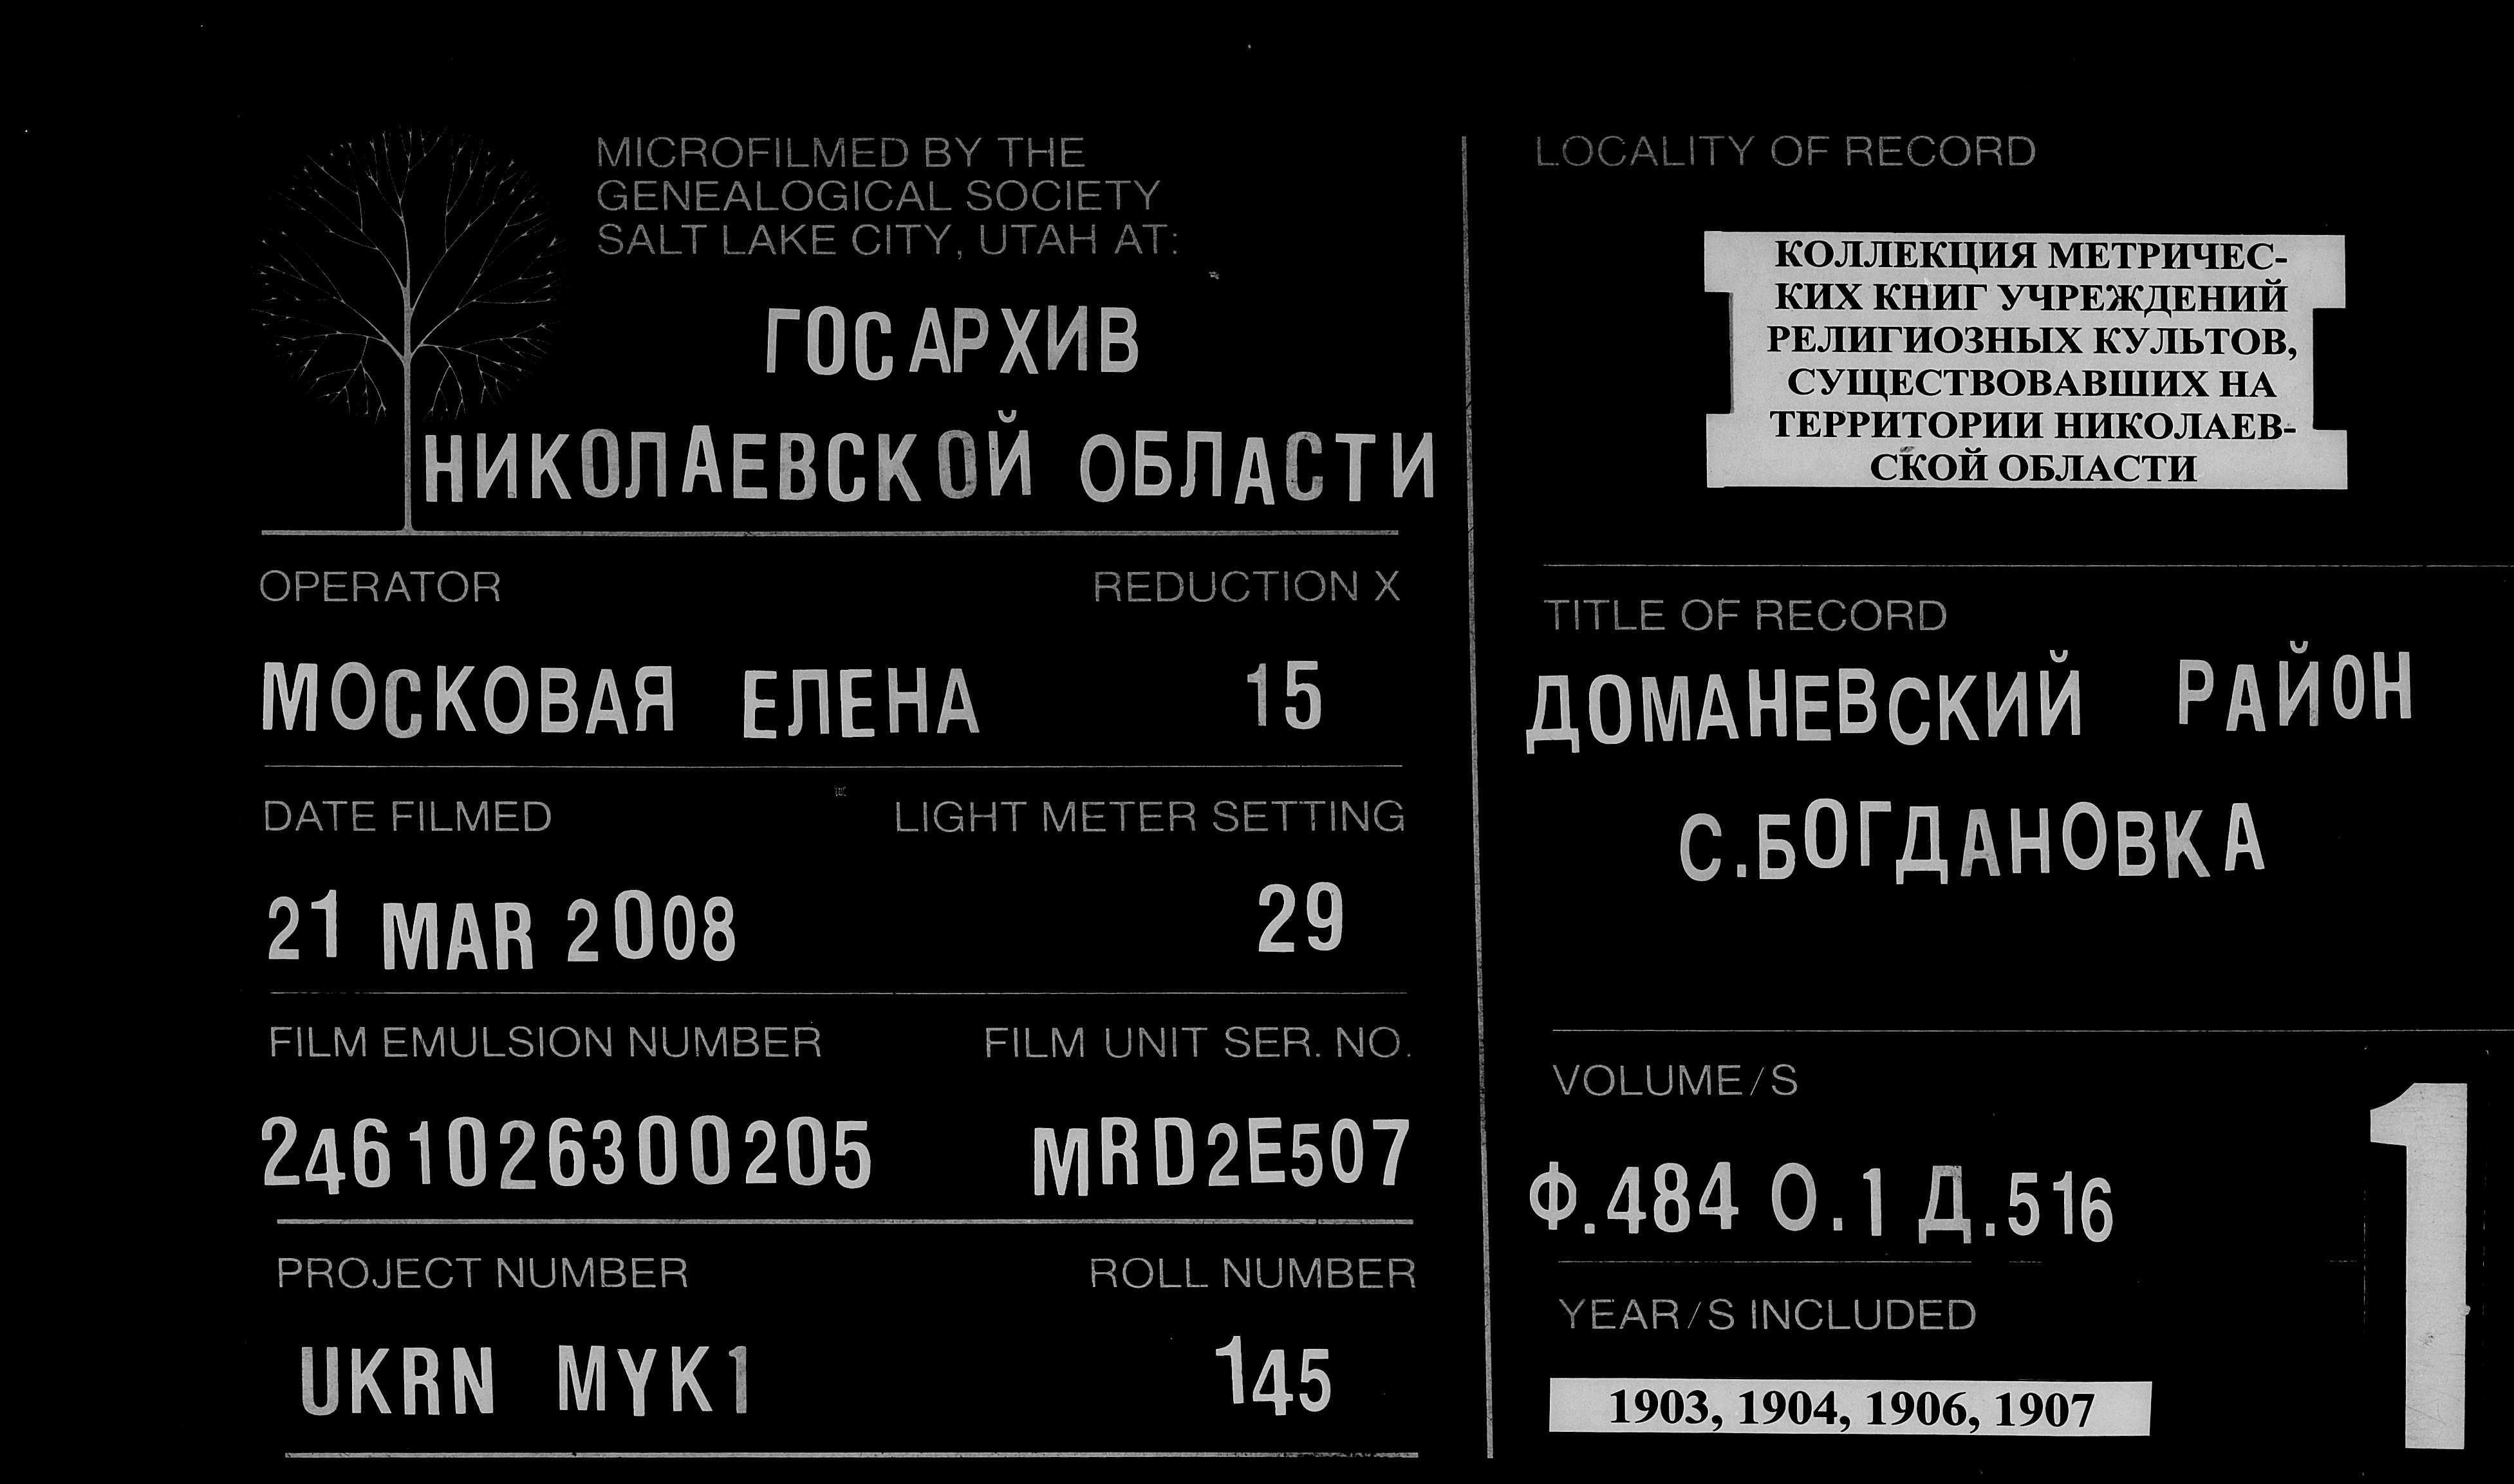 MICROFILMED BY THE
GENEALOGICAL SOCIETY
SALT LAKE CITY, UTAH AT:
ГОСАРХИВ
НИКОЛАЕВСКОЙ ОБЛАСТИ
OPERATOR REDUCTION X
МОСКОВАЯ ЕЛЕНА 15
DATE FILMED LIGHT METER SETTING
21 MAR 2008 29
FILM EMULSION NUMBER FILM UNIT SER. NO.
2461026300205 MRD2E507
PROJECT NUMBER ROLL NUMBER
UKRN MYK1 145
LOCALITY OF RECORD
КОЛЛЕКЦИЯ МЕТРИЧЕС-
КИХ КНИГ УЧРЕЖДЕНИЙ
РЕЛИГИОЗНЫХ КУЛЬТОВ,
СУЩЕСТВОВАВШИХ НА
ТЕРРИТОРИИ НИКОЛАЕВ-
СКОЙ ОБЛАСТИ
TITLE OF RECORD
ДОМАНЕВСКИЙ РАЙОН
С.БОГДАНОВКА
VOLUME/S
Ф.484 О.1 Д.516
YEAR/S INCLUDED
1903, 1904, 1906, 1907
1